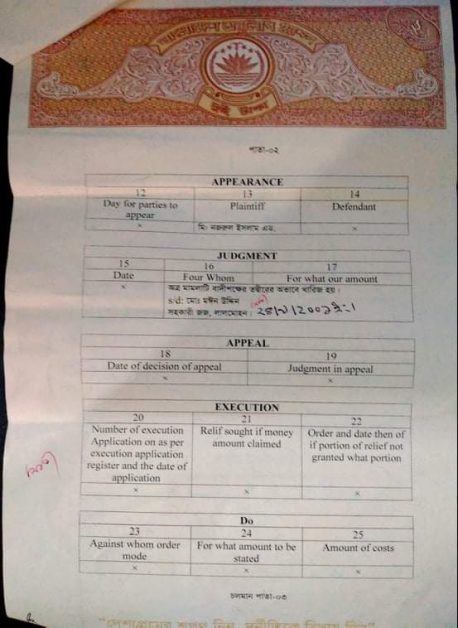 দুই টাকা
পাতা-০২
APPEARANCE
12 13 14
Day for parties to appear Plaintiff Defendant
× মি: নজরুল ইসলাম এড. ×
JUDGMENT
15 16 17
Date Four Whom For what our amount
× অত্র মামলাটি বাদীপক্ষের তদ্বীরের অভাবে খারিজ হয়।
s/d: মোঃ মঈন উদ্দিন
সহকারী জজ, লালমোহন।
APPEAL
18 19
Date of decision of appeal Judgment in appeal
× ×
EXECUTION
20 21 22
Number of execution Relif sought if money Order and date then of
Application on as per amount claimed if portion of relief not
execution application granted what portion
register and the date of
application
× × ×
Do
23 24 25
Against whom order For what amount to be Amount of costs
mode stated
× × ×
চলমান পাতা-০৩